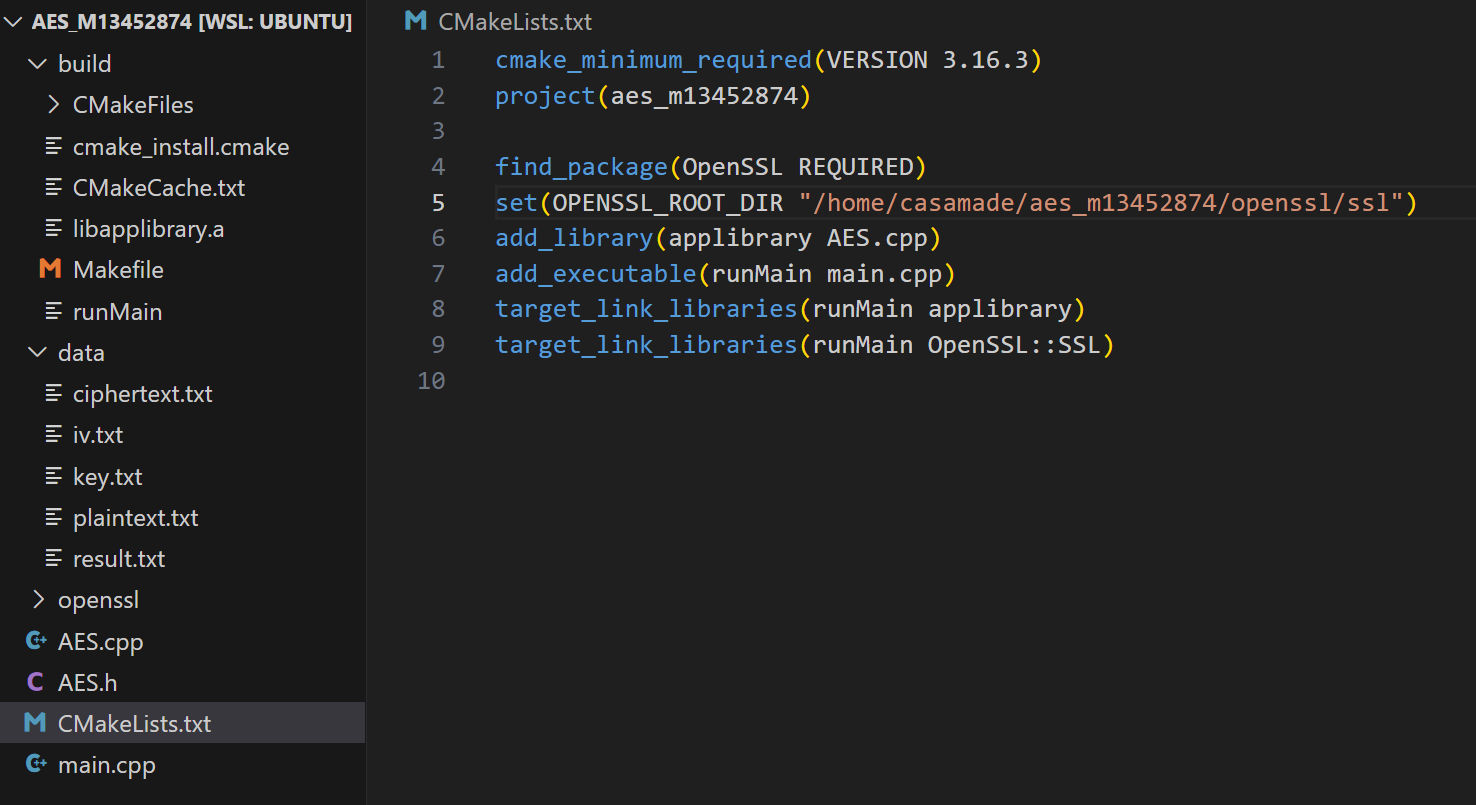 AES_M13452874 [WSL: UBUNTU]
build
CMakeFiles
cmake_install.cmake
CMakeCache.txt
libapplibrary.a
Makefile
runMain
data
ciphertext.txt
iv.txt
key.txt
plaintext.txt
result.txt
openssl
AES.cpp
AES.h
CMakeLists.txt
main.cpp
CMakeLists.txt
1 cmake_minimum_required(VERSION 3.16.3)
2 project(aes_m13452874)
3
4 find_package(OpenSSL REQUIRED)
5 set(OPENSSL_ROOT_DIR "/home/casamade/aes_m13452874/openssl/ssl")
6 add_library(applibrary AES.cpp)
7 add_executable(runMain main.cpp)
8 target_link_libraries(runMain applibrary)
9 target_link_libraries(runMain OpenSSL::SSL)
10